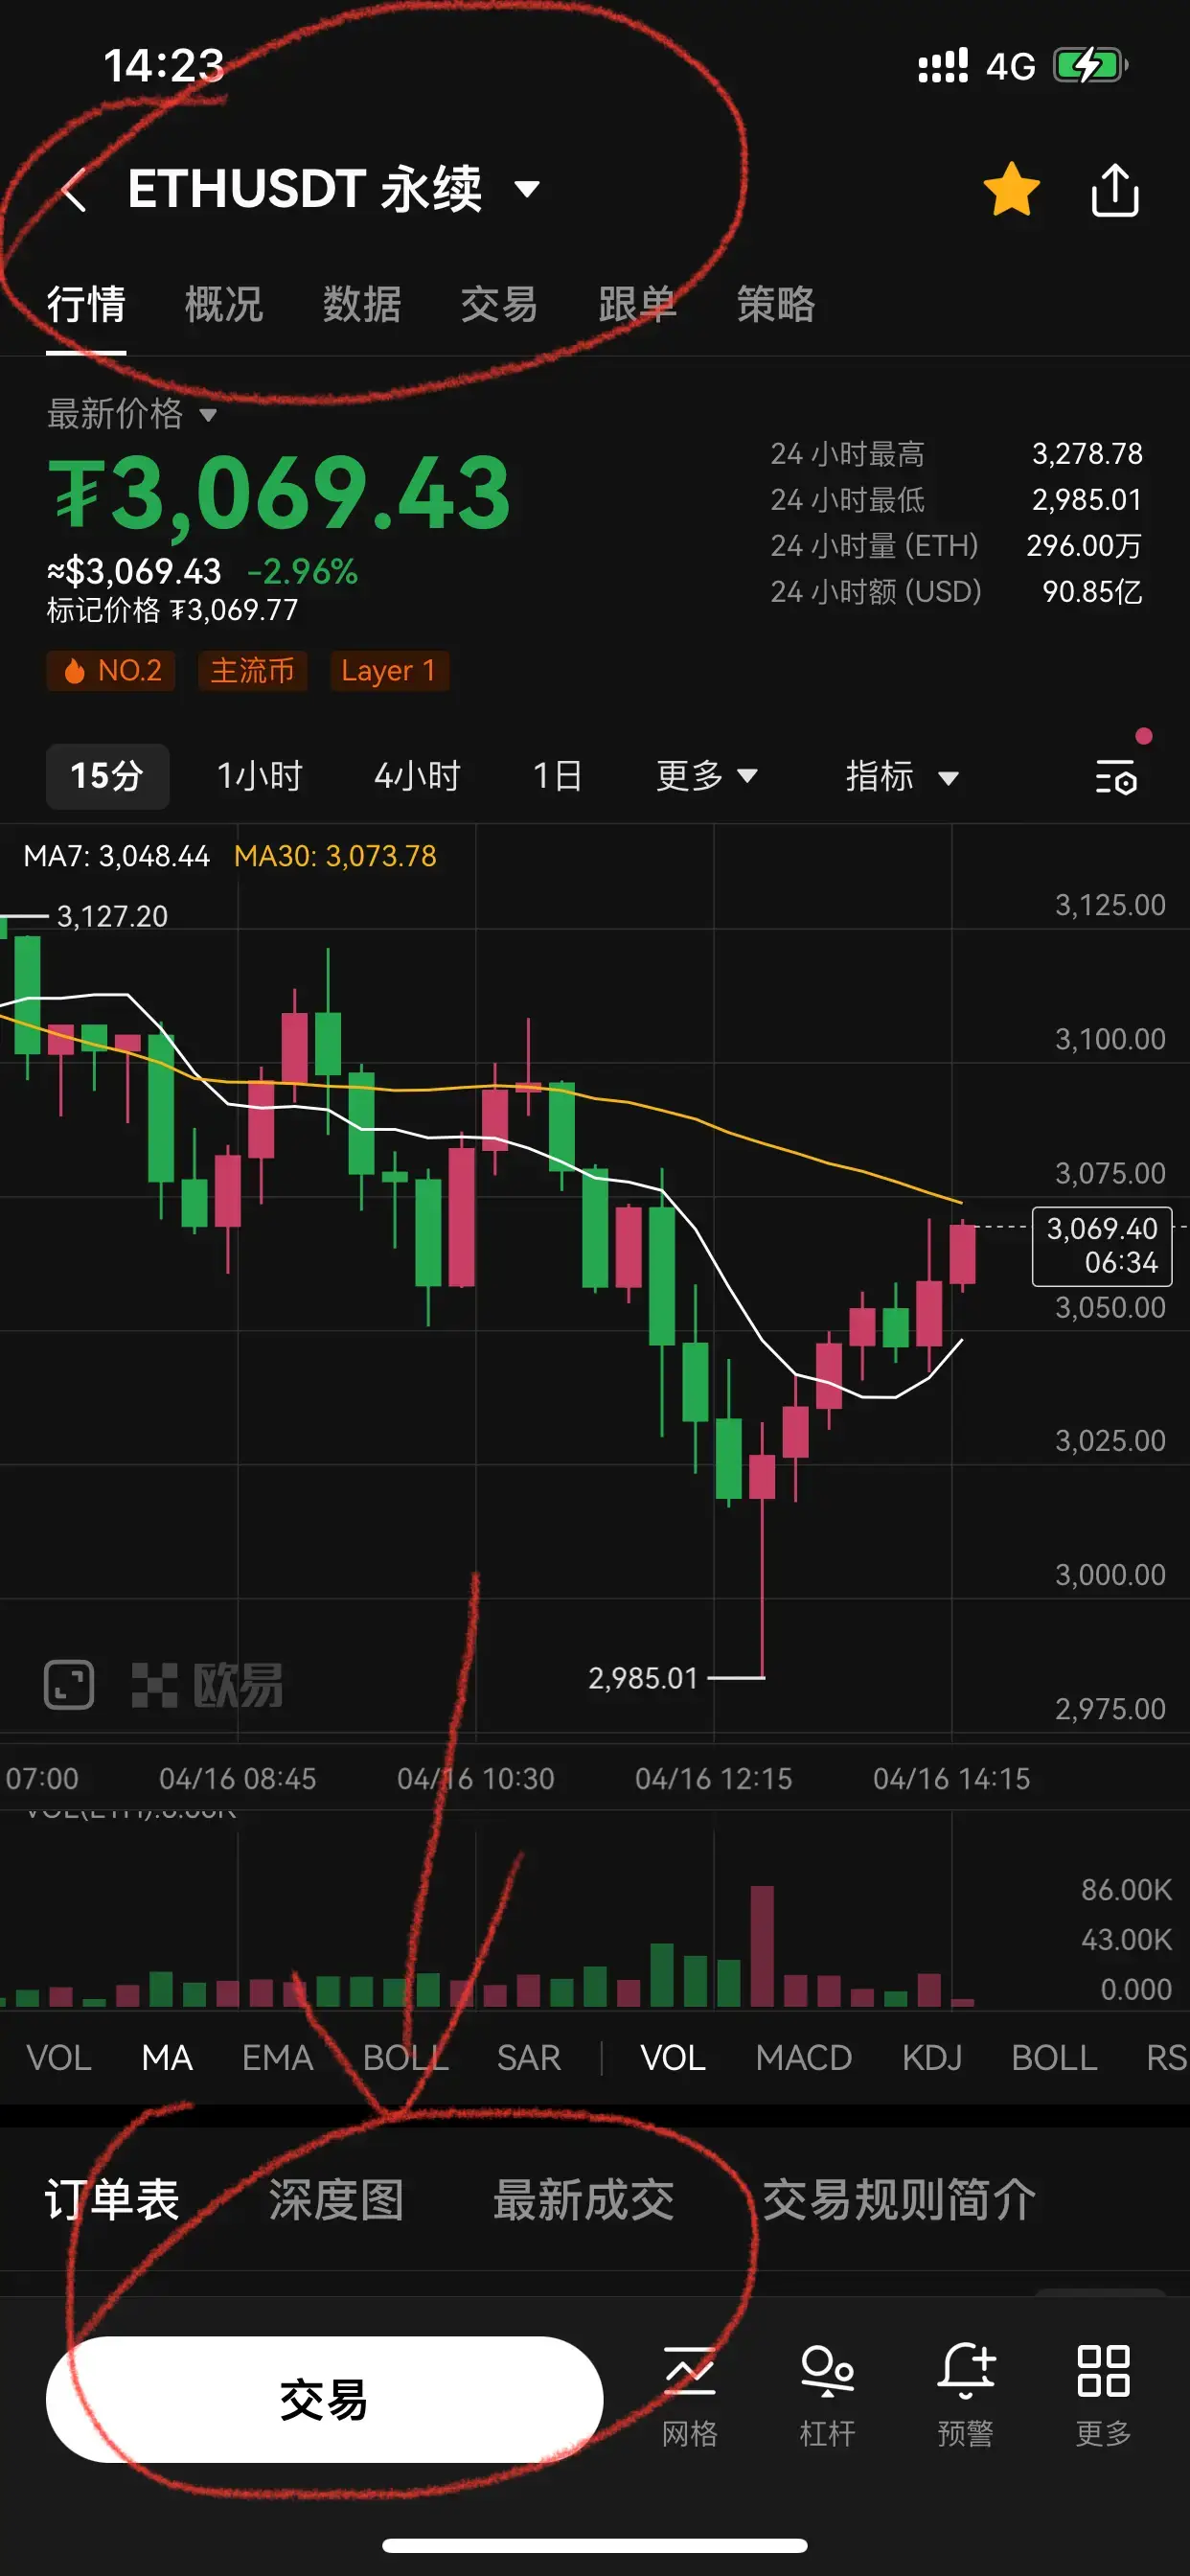 14:23 4G
ETHUSDT 永续
行情 概况 数据 交易 跟单 策略
最新价格
₮3,069.43
≈$3,069.43 -2.96%
标记价格 ₮3,069.77
24 小时最高 3,278.78
24 小时最低 2,985.01
24 小时量 (ETH) 296.00万
24 小时额 (USD) 90.85亿
NO.2 主流币 Layer 1
15分 1小时 4小时 1日 更多 指标
MA7: 3,048.44 MA30: 3,073.78
3,127.20
3,125.00
3,100.00
3,075.00
3,069.40
06:34
3,050.00
3,025.00
3,000.00
2,985.01
欧易
2,975.00
07:00 04/16 08:45 04/16 10:30 04/16 12:15 04/16 14:15
86.00K
43.00K
0.000
VOL MA EMA BOLL SAR VOL MACD KDJ BOLL RS
订单表 深度图 最新成交 交易规则简介
交易 网格 杠杆 预警 更多